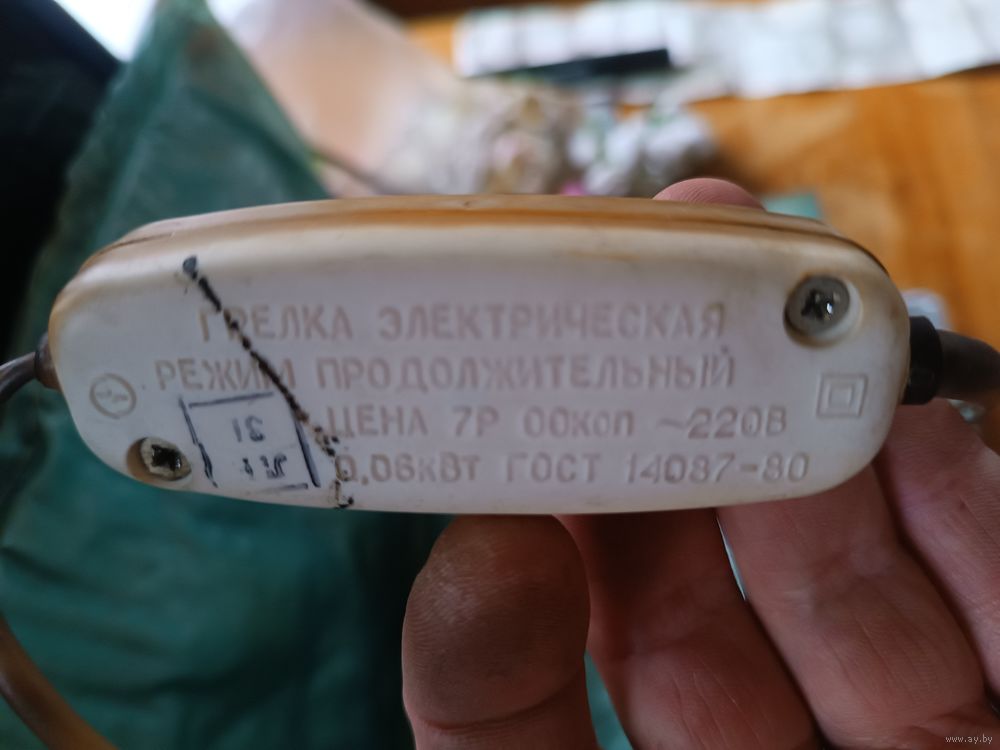 ГРЕЛКА ЭЛЕКТРИЧЕСКАЯ
РЕЖИМ ПРОДОЛЖИТЕЛЬНЫЙ
ЦЕНА 7Р 00коп ~220В
0,06кВт ГОСТ 14087-80
www.ay.by